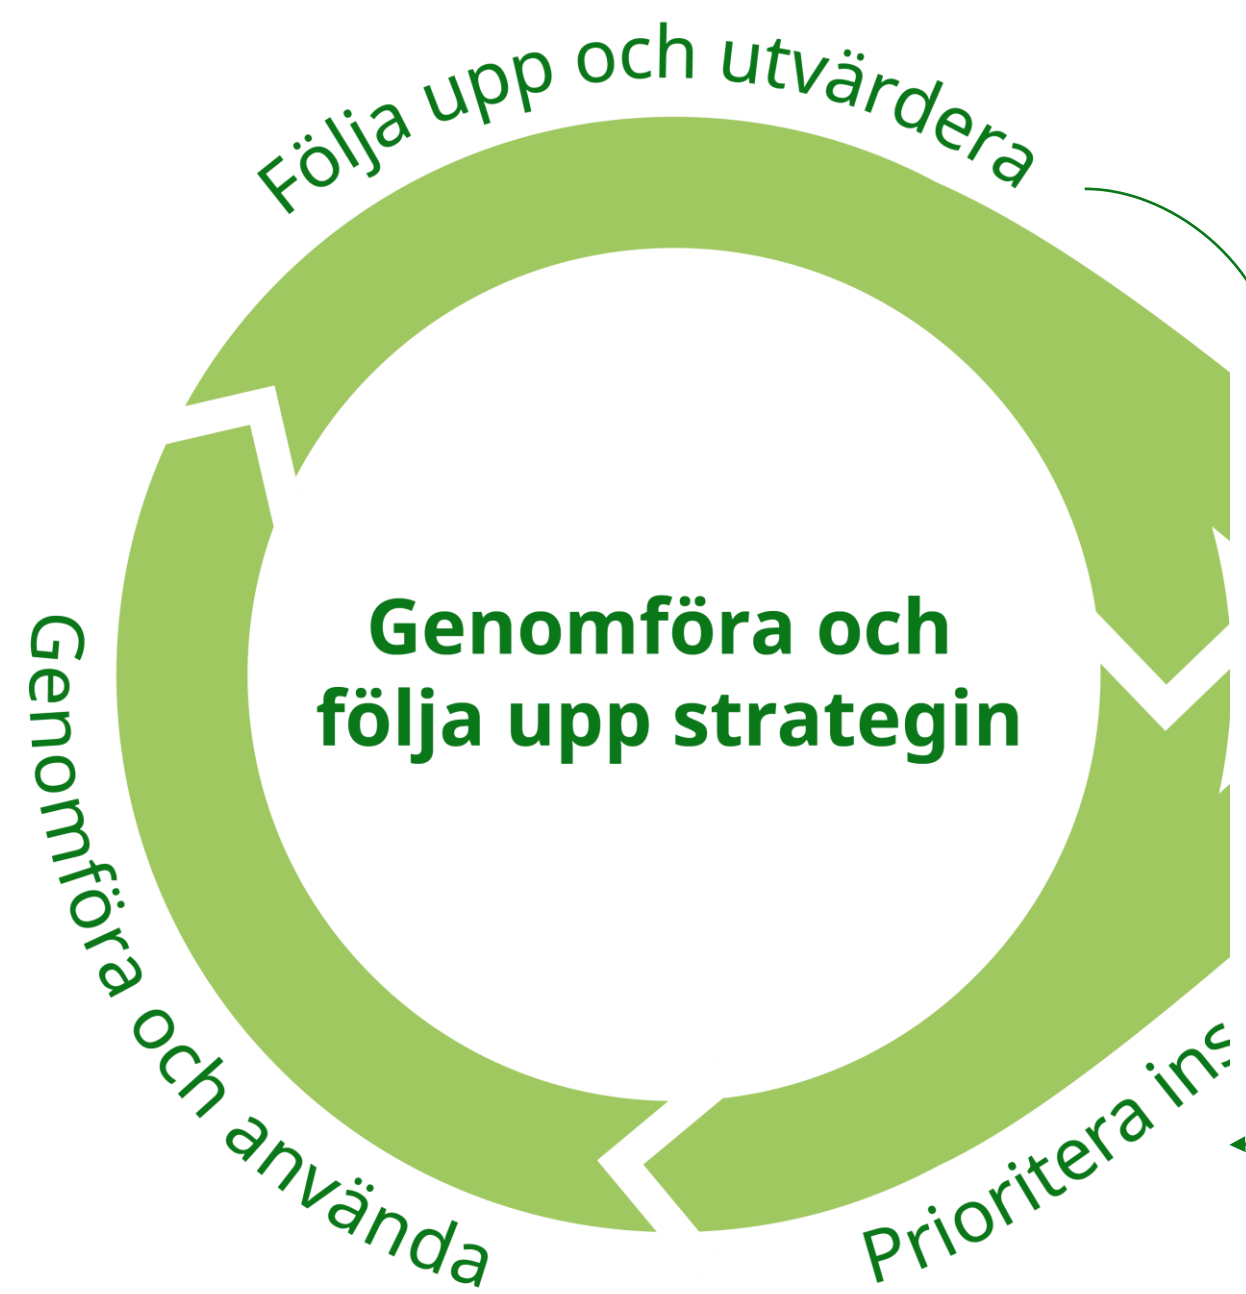 Följa upp och utvärdera
Genomföra och
följa upp strategin
Genomföra och använda
Prioritera